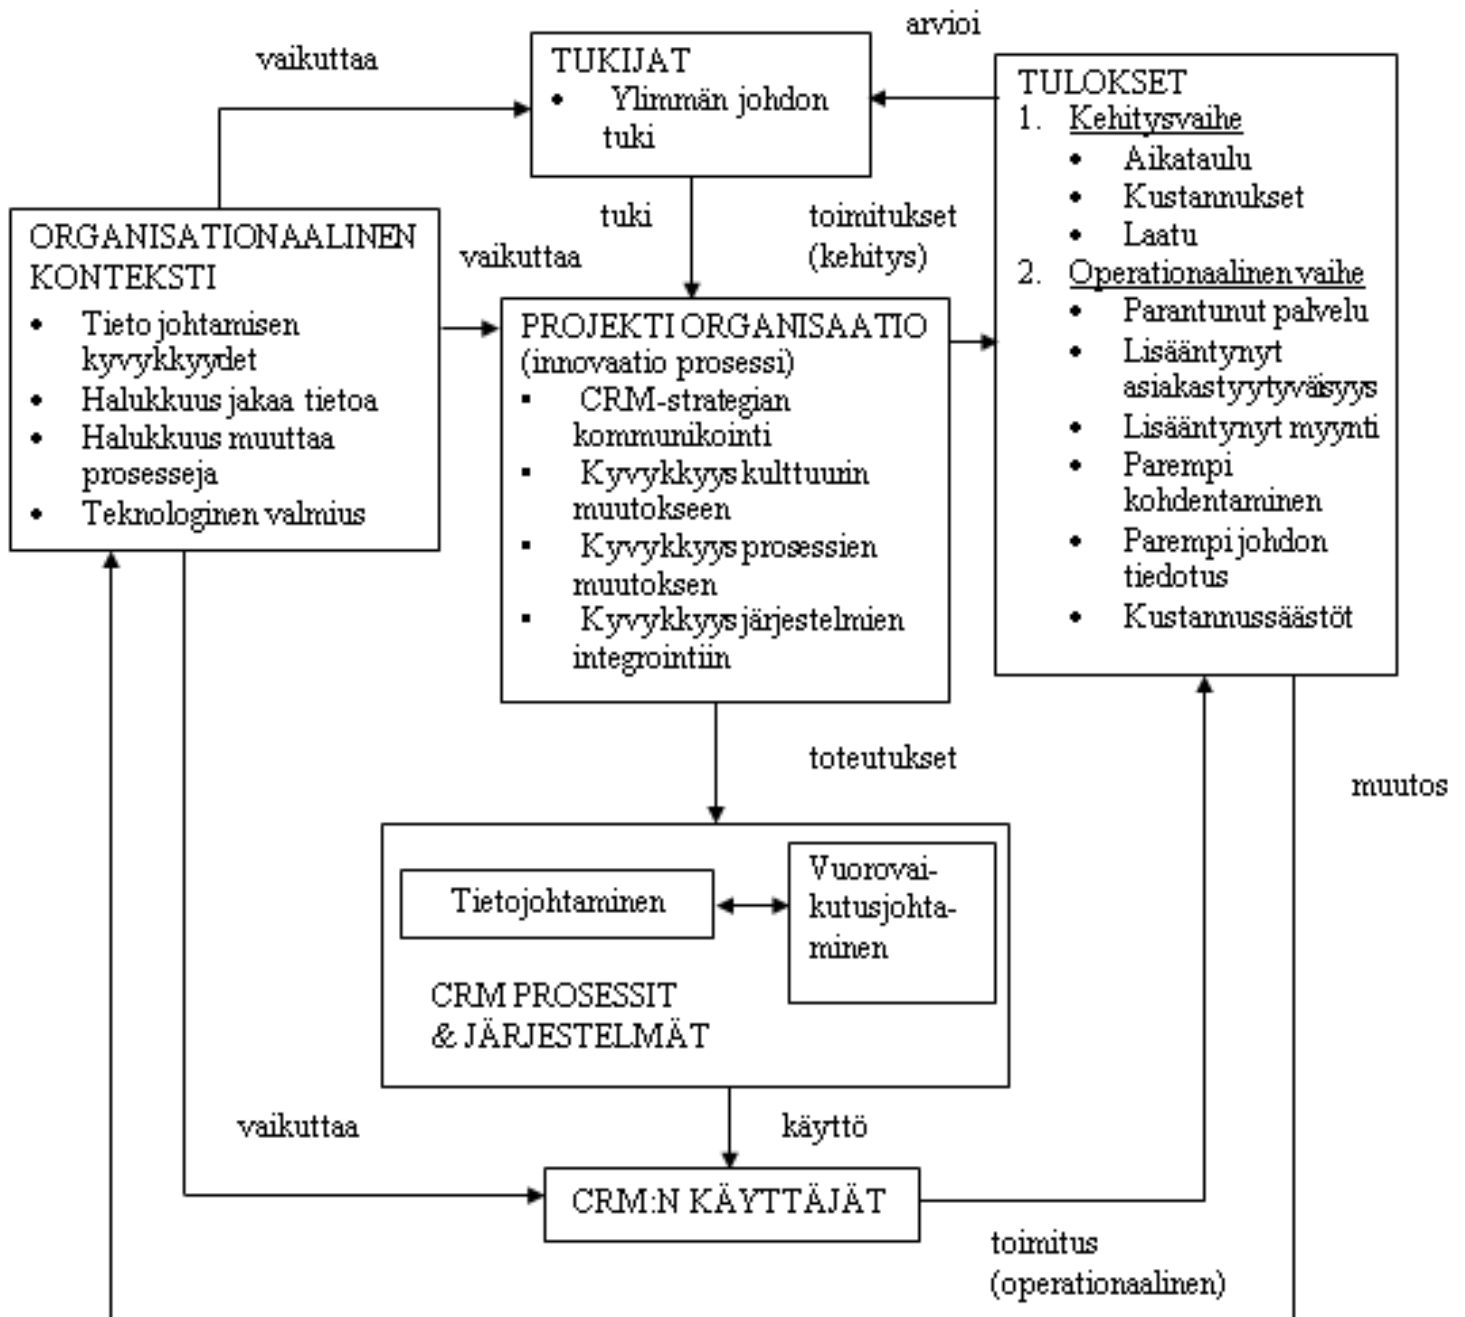 arvioi
vaikuttaa
TUKIJAT
• Ylimmän johdon
tuki
TULOKSET
1. Kehitysvaihe
• Aikataulu
• Kustannukset
• Laatu
2. Operationaalinen vaihe
• Parantunut palvelu
• Lisääntynyt
asiakastyytyväisyys
• Lisääntynyt myynti
• Parempi
kohdentaminen
• Parempi johdon
tiedotus
• Kustannussäästöt
tuki
toimitukset
(kehitys)
ORGANISATIONAALINEN
KONTEKSTI
• Tieto johtamisen
kyvykkyydet
• Halukkuus jakaa tietoa
• Halukkuus muuttaa
prosesseja
• Teknologinen valmius
vaikuttaa
PROJEKTI ORGANISAATIO
(innovaatio prosessi)
▪ CRM-strategian
kommunikointi
▪ Kyvykkyys kulttuurin
muutokseen
▪ Kyvykkyys prosessien
muutoksen
▪ Kyvykkyys järjestelmien
integrointiin
toteutukset
muutos
Tietojohtaminen
Vuorovai-
kutusjohta-
minen
CRM PROSESSIT
& JÄRJESTELMÄT
vaikuttaa
käyttö
CRM:N KÄYTTÄJÄT
toimitus
(operationaalinen)